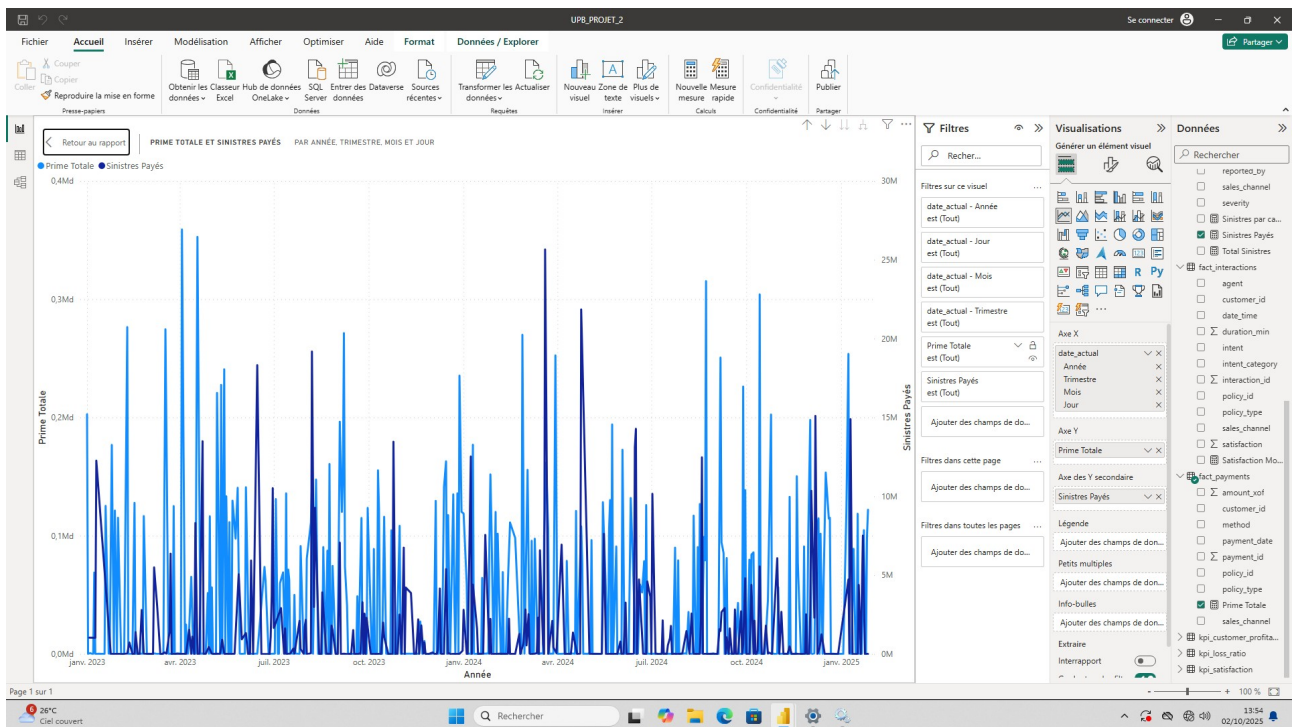 UPB_PROJET_2
Se connecter
Fichier Accueil Insérer Modélisation Afficher Optimiser Aide Format Données / Explorer
Partager
Coller
Couper
Copier
Reproduire la mise en forme
Presse-papiers
Obtenir les données
Classeur Excel
Hub de données OneLake
SQL Server
Entrer des données
Dataverse
Sources récentes
Données
Transformer les données
Actualiser
Requêtes
Nouveau visuel
Zone de texte
Plus de visuels
Insérer
Nouvelle mesure
Mesure rapide
Calculs
Confidentialité
Confidentialité
Publier
Partager
Retour au rapport
PRIME TOTALE ET SINISTRES PAYÉS PAR ANNÉE, TRIMESTRE, MOIS ET JOUR
Prime Totale Sinistres Payés
0,4Md
0,3Md
0,2Md
0,1Md
0,0Md
Prime Totale
30M
25M
20M
15M
10M
5M
0M
Sinistres Payés
janv. 2023 avr. 2023 juil. 2023 oct. 2023 janv. 2024 avr. 2024 juil. 2024 oct. 2024 janv. 2025
Année
Filtres
Recher...
Filtres sur ce visuel ...
date_actual - Année
est (Tout)
date_actual - Jour
est (Tout)
date_actual - Mois
est (Tout)
date_actual - Trimestre
est (Tout)
Prime Totale
est (Tout)
Sinistres Payés
est (Tout)
Ajouter des champs de do...
Filtres dans cette page ...
Ajouter des champs de do...
Filtres dans toutes les pages ...
Ajouter des champs de do...
Visualisations
Générer un élément visuel
R Py
...
Axe X
date_actual
Année
Trimestre
Mois
Jour
Axe Y
Prime Totale
Axe des Y secondaire
Sinistres Payés
Légende
Ajouter des champs de don...
Petits multiples
Ajouter des champs de don...
Info-bulles
Ajouter des champs de don...
Extraire
Interrapport
Données
Rechercher
reported_by
sales_channel
severity
Sinistres par ca...
Sinistres Payés
Total Sinistres
fact_interactions
agent
customer_id
date_time
duration_min
intent
intent_category
interaction_id
policy_id
policy_type
sales_channel
satisfaction
Satisfaction Mo...
fact_payments
amount_xof
customer_id
method
payment_date
payment_id
policy_id
policy_type
Prime Totale
sales_channel
kpi_customer_profita...
kpi_loss_ratio
kpi_satisfaction
Page 1 sur 1
100 %
6
26°C
Ciel couvert
Rechercher
13:54
02/10/2025